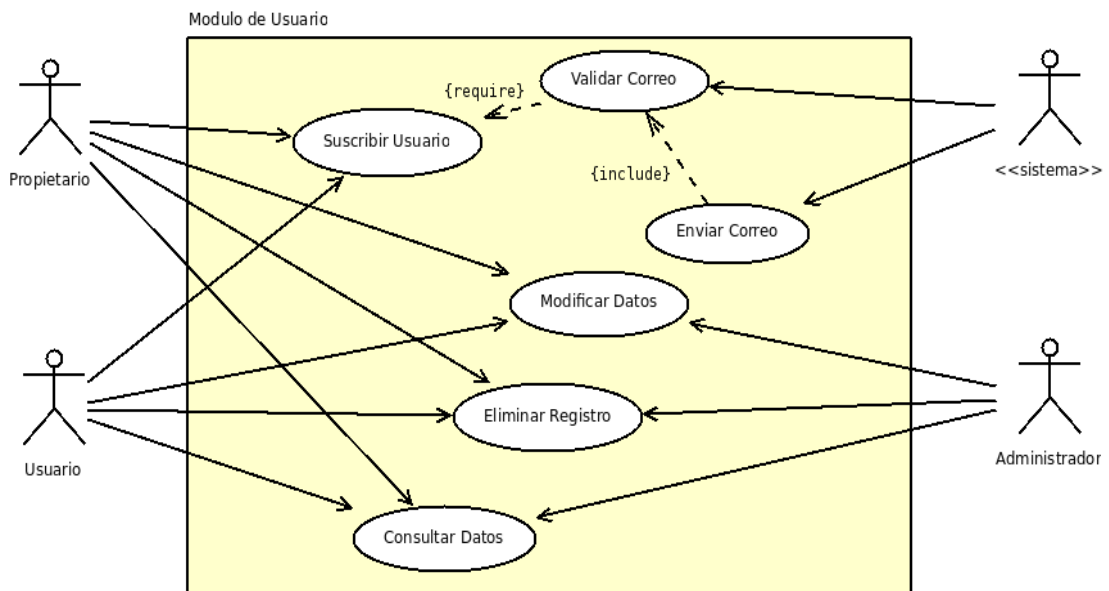 Modulo de Usuario
Validar Correo
{require}
Suscribir Usuario
Propietario
<<sistema>>
{include}
Enviar Correo
Modificar Datos
Eliminar Registro
Usuario
Administrador
Consultar Datos